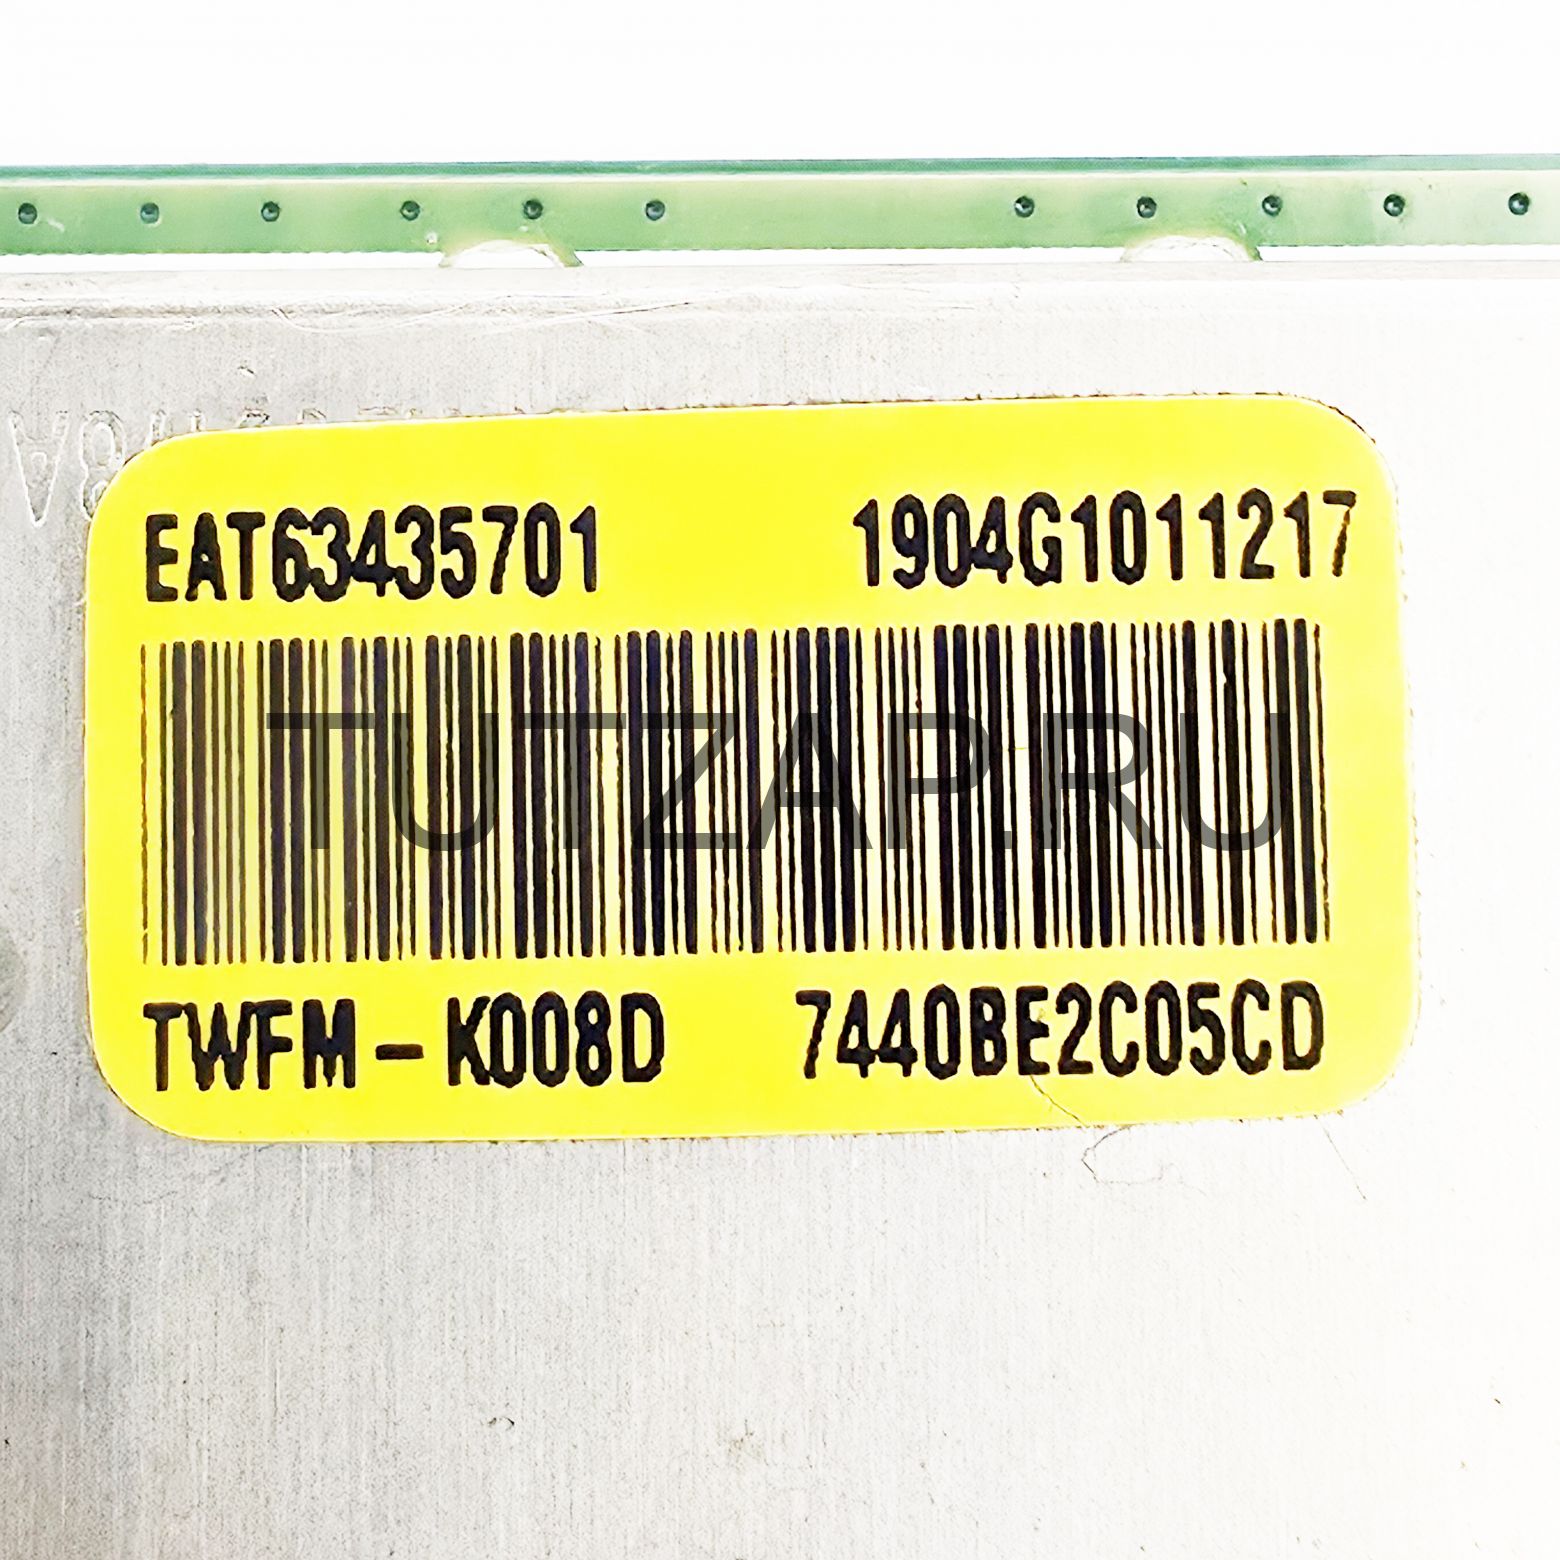 EAT63435701 1904G1011217
TUTZAP.RU
TWFM-K008D 7440BE2C05CD